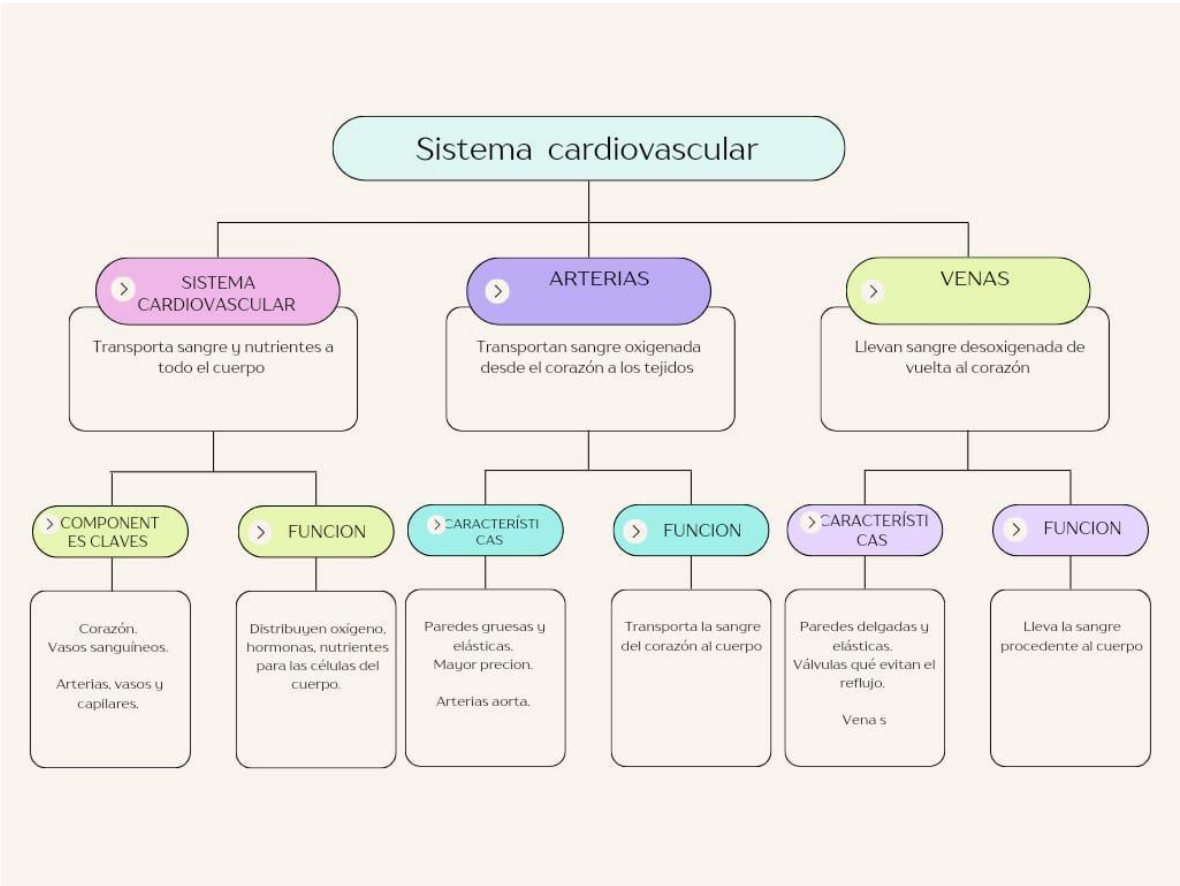 Sistema cardiovascular
SISTEMA
CARDIOVASCULAR
Transporta sangre y nutrientes a
todo el cuerpo
ARTERIAS
Transportan sangre oxigenada
desde el corazón a los tejidos
VENAS
Llevan sangre desoxigenada de
vuelta al corazón
COMPONENT
ES CLAVES
Corazón.
Vasos sanguíneos.
Arterias, vasos y
capilares.
FUNCION
Distribuyen oxígeno,
hormonas, nutrientes
para las células del
cuerpo.
CARACTERÍSTI
CAS
Paredes gruesas y
elásticas.
Mayor precion.
Arterias aorta.
FUNCION
Transporta la sangre
del corazón al cuerpo
CARACTERÍSTI
CAS
Paredes delgadas y
elásticas.
Válvulas qué evitan el
reflujo.
Vena s
FUNCION
Lleva la sangre
procedente al cuerpo